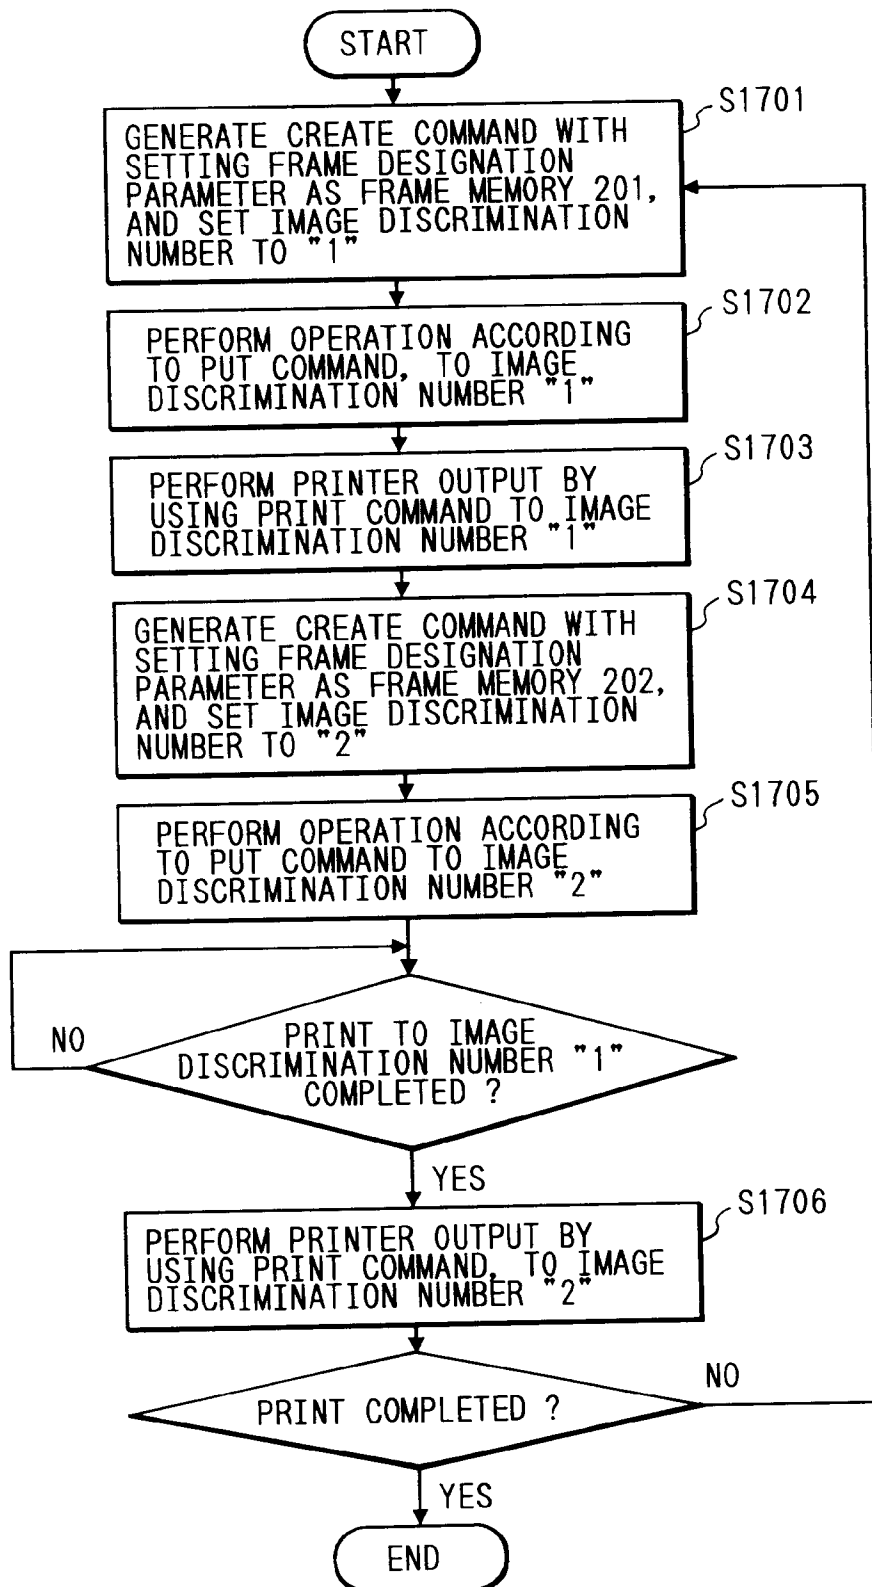 START
S1701
GENERATE CREATE COMMAND WITH
SETTING FRAME DESIGNATION
PARAMETER AS FRAME MEMORY 201,
AND SET IMAGE DISCRIMINATION
NUMBER TO "1"
S1702
PERFORM OPERATION ACCORDING
TO PUT COMMAND, TO IMAGE
DISCRIMINATION NUMBER "1"
S1703
PERFORM PRINTER OUTPUT BY
USING PRINT COMMAND TO IMAGE
DISCRIMINATION NUMBER "1"
S1704
GENERATE CREATE COMMAND WITH
SETTING FRAME DESIGNATION
PARAMETER AS FRAME MEMORY 202,
AND SET IMAGE DISCRIMINATION
NUMBER TO "2"
S1705
PERFORM OPERATION ACCORDING
TO PUT COMMAND TO IMAGE
DISCRIMINATION NUMBER "2"
NO
PRINT TO IMAGE
DISCRIMINATION NUMBER "1"
COMPLETED ?
YES
S1706
PERFORM PRINTER OUTPUT BY
USING PRINT COMMAND, TO IMAGE
DISCRIMINATION NUMBER "2"
NO
PRINT COMPLETED ?
YES
END